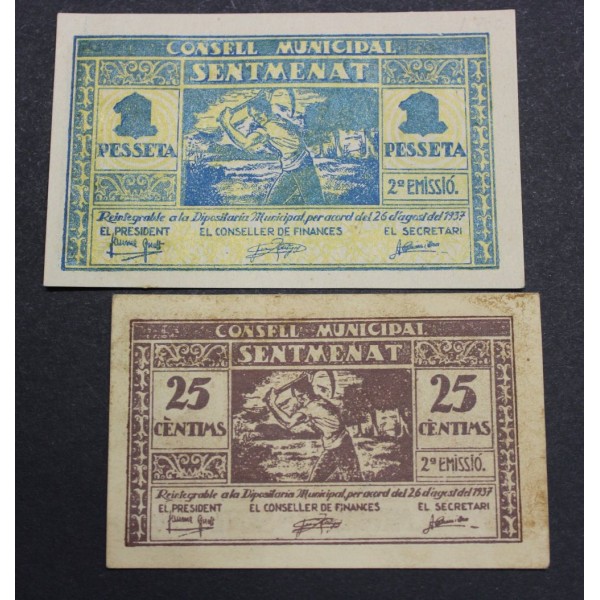 CONSELL MUNICIPAL
SENTMENAT
1 1
PESSETA PESSETA
2ª EMISSIÓ.
Reintegrable a la Dipositaria Municipal, per acord del 26 d'agost del 1937
EL PRESIDENT EL CONSELLER DE FINANCES EL SECRETARI
CONSELL MUNICIPAL
SENTMENAT
25 25
CÈNTIMS CÈNTIMS
2ª EMISSIÓ.
Reintegrable a la Dipositaria Municipal, per acord del 26 d'agost del 1937
EL PRESIDENT EL CONSELLER DE FINANCES EL SECRETARI